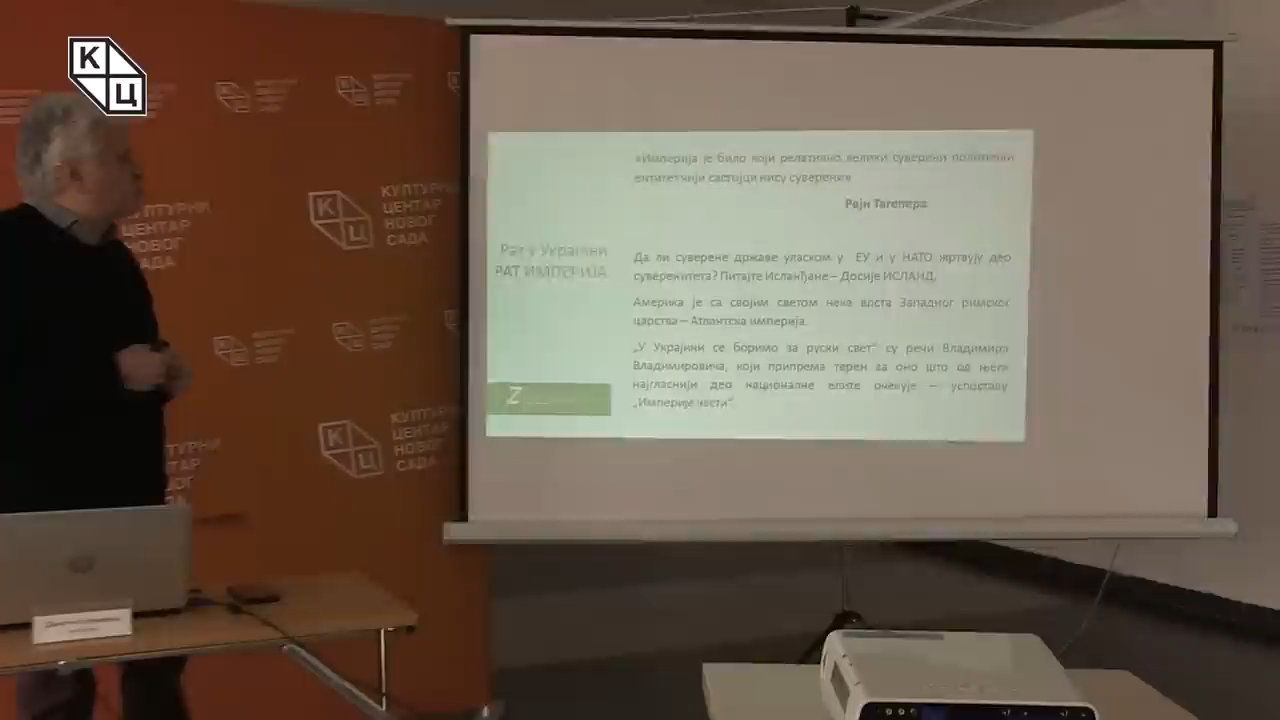 К
Ц
КУЛТУРНИ
ЦЕНТАР
НОВОГ
САДА
К
Ц
КУЛТУРНИ
ЦЕНТАР
НОВОГ
САДА
К
Ц
Рат у Украјини
РАТ ИМПЕРИЈА
Z
«Империја је било који релативно велики суверени политички
ентитет чији састојци нису суверени»
Рејн Тагепера
Да ли суверене државе уласком у ЕУ и у НАТО жртвују део
суверенитета? Питајте Исланђане – Досије ИСЛАНД.
Америка је са својим светом нека врста Западног римског
царства – Атлантска империја.
„У Украјини се боримо за руски свет“ су речи Владимира
Владимировича, који припрема терен за оно што од њега
најгласнији део националне елите очекује – успоставу
„Империје части“.